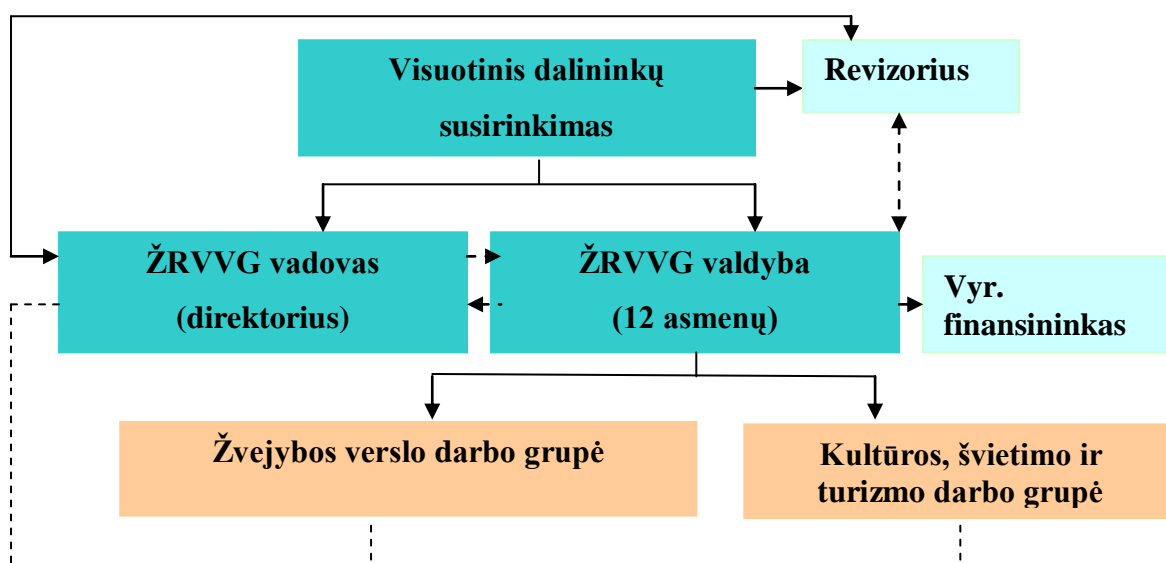 Visuotinis dalininkų
susirinkimas
Revizorius
ŽRVVG vadovas
(direktorius)
ŽRVVG valdyba
(12 asmenų)
Vyr.
finansininkas
Žvejybos verslo darbo grupė
Kultūros, švietimo ir
turizmo darbo grupė